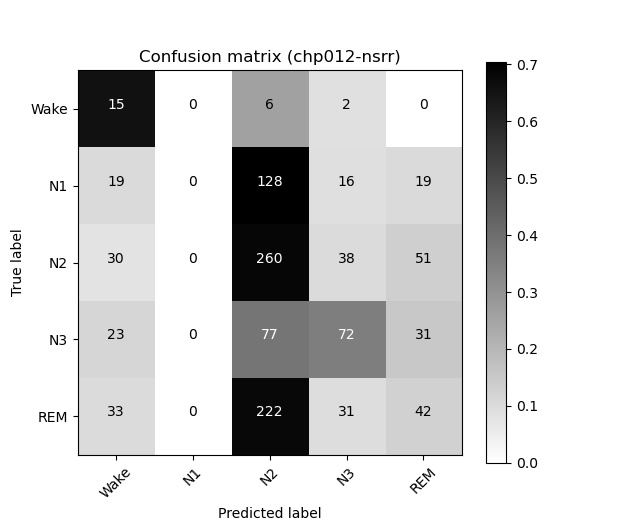 Confusion matrix (chp012-nsrr)
Wake 15 0 6 2 0
N1 19 0 128 16 19
N2 30 0 260 38 51
N3 23 0 77 72 31
REM 33 0 222 31 42
Wake N1 N2 N3 REM
True label
Predicted label
0.7
0.6
0.5
0.4
0.3
0.2
0.1
0.0